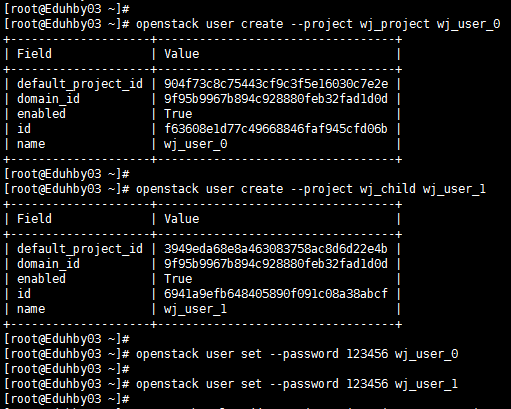 [root@Eduhby03 ~]#
[root@Eduhby03 ~]# openstack user create --project wj_project wj_user_0
+--------------------+----------------------------------+
| Field              | Value                            |
+--------------------+----------------------------------+
| default_project_id | 904f73c8c75443cf9c3f5e16030c7e2e |
| domain_id          | 9f95b9967b894c928880feb32fad1d0d |
| enabled            | True                             |
| id                 | f63608e1d77c49668846faf945cfd06b |
| name               | wj_user_0                        |
+--------------------+----------------------------------+
[root@Eduhby03 ~]#
[root@Eduhby03 ~]# openstack user create --project wj_child wj_user_1
+--------------------+----------------------------------+
| Field              | Value                            |
+--------------------+----------------------------------+
| default_project_id | 3949eda68e8a463083758ac8d6d22e4b |
| domain_id          | 9f95b9967b894c928880feb32fad1d0d |
| enabled            | True                             |
| id                 | 6941a9efb648405890f091c08a38abcf |
| name               | wj_user_1                        |
+--------------------+----------------------------------+
[root@Eduhby03 ~]#
[root@Eduhby03 ~]# openstack user set --password 123456 wj_user_0
[root@Eduhby03 ~]#
[root@Eduhby03 ~]# openstack user set --password 123456 wj_user_1
[root@Eduhby03 ~]#